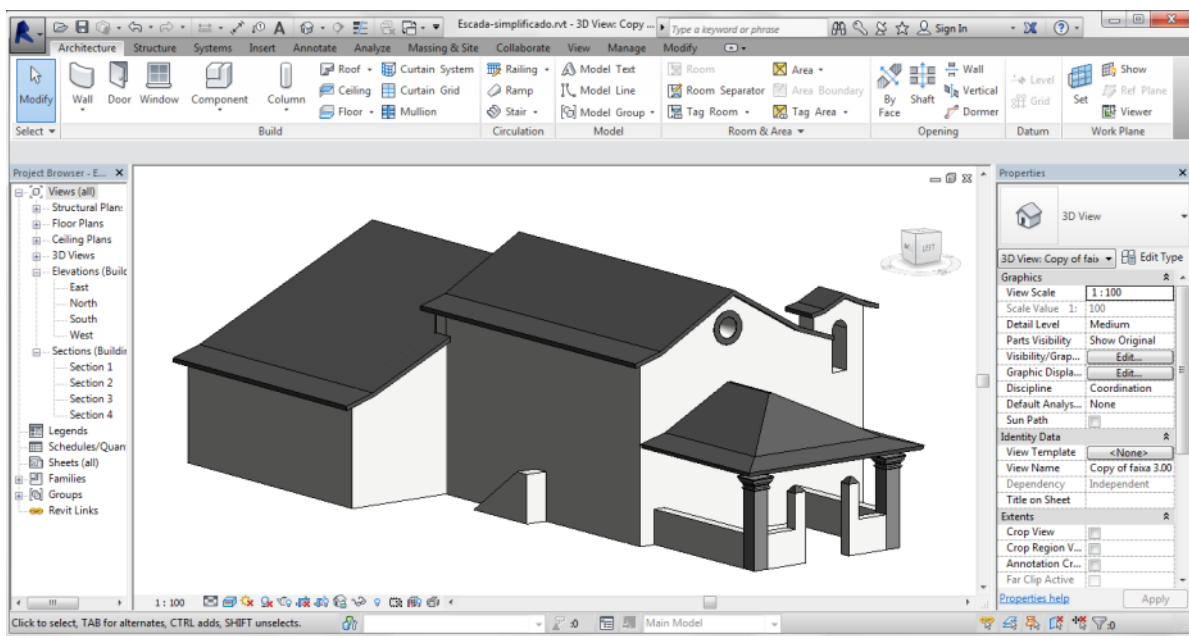 Escada-simplificado.rvt - 3D View: Copy ... Type a keyword or phrase Sign In
Architecture Structure Systems Insert Annotate Analyze Massing & Site Collaborate View Manage Modify
Modify Wall Door Window Component Column
Roof Curtain System
Ceiling Curtain Grid
Floor Mullion
Railing
Ramp
Stair
Model Text
Model Line
Model Group
Room Area
Room Separator Area Boundary
Tag Room Tag Area
By Face Shaft
Wall
Vertical
Dormer
Level
Grid
Set
Show
Ref Plane
Viewer
Select Build Circulation Model Room & Area Opening Datum Work Plane
Project Browser - E...
Views (all)
Structural Plan:
Floor Plans
Ceiling Plans
3D Views
Elevations (Build
East
North
South
West
Sections (Buildin
Section 1
Section 2
Section 3
Section 4
Legends
Schedules/Quan
Sheets (all)
Families
Groups
Revit Links
LEFT
Properties
3D View
3D View: Copy of faix Edit Type
Graphics
View Scale 1 : 100
Scale Value 1: 100
Detail Level Medium
Parts Visibility Show Original
Visibility/Grap... Edit...
Graphic Displa... Edit...
Discipline Coordination
Default Analys... None
Sun Path
Identity Data
View Template <None>
View Name Copy of faixa 3.00
Dependency Independent
Title on Sheet
Extents
Crop View
Crop Region V...
Annotation Cr...
Far Clip Active
Properties help Apply
1 : 100
Click to select, TAB for alternates, CTRL adds, SHIFT unselects. :0 Main Model :0